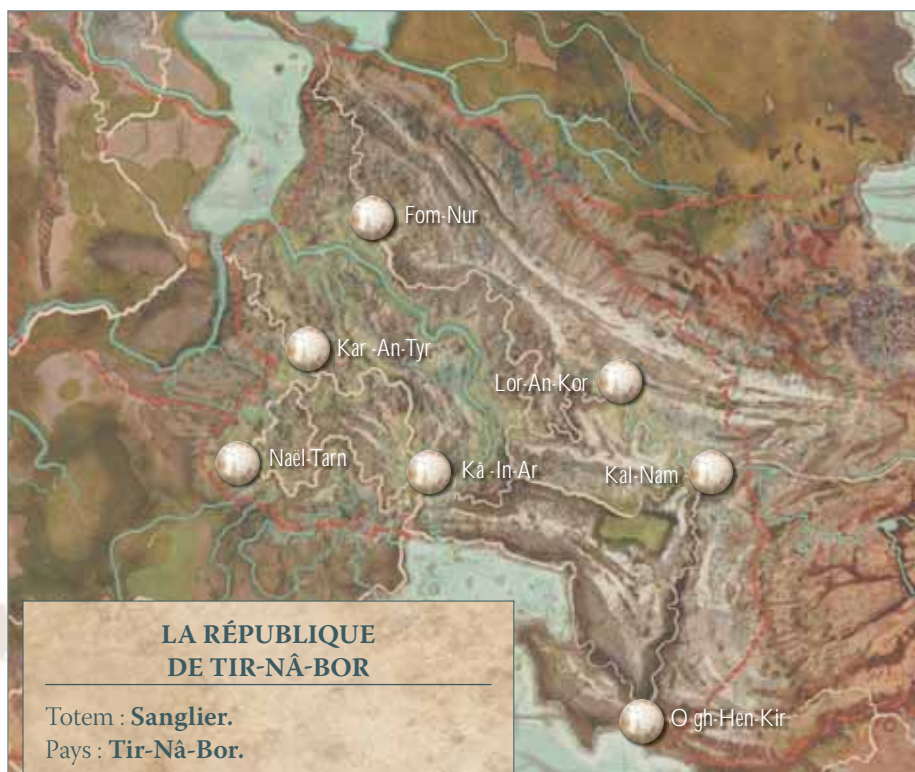 Fom-Nur
Kar-An-Tyr
Lor-An-Kor
Naël-Tarn
Kâ-In-Ar
Kal-Nam
LA RÉPUBLIQUE
DE TIR-NÂ-BOR
Totem : Sanglier.
Pays : Tir-Nâ-Bor.
Ogh-Hen-Kir